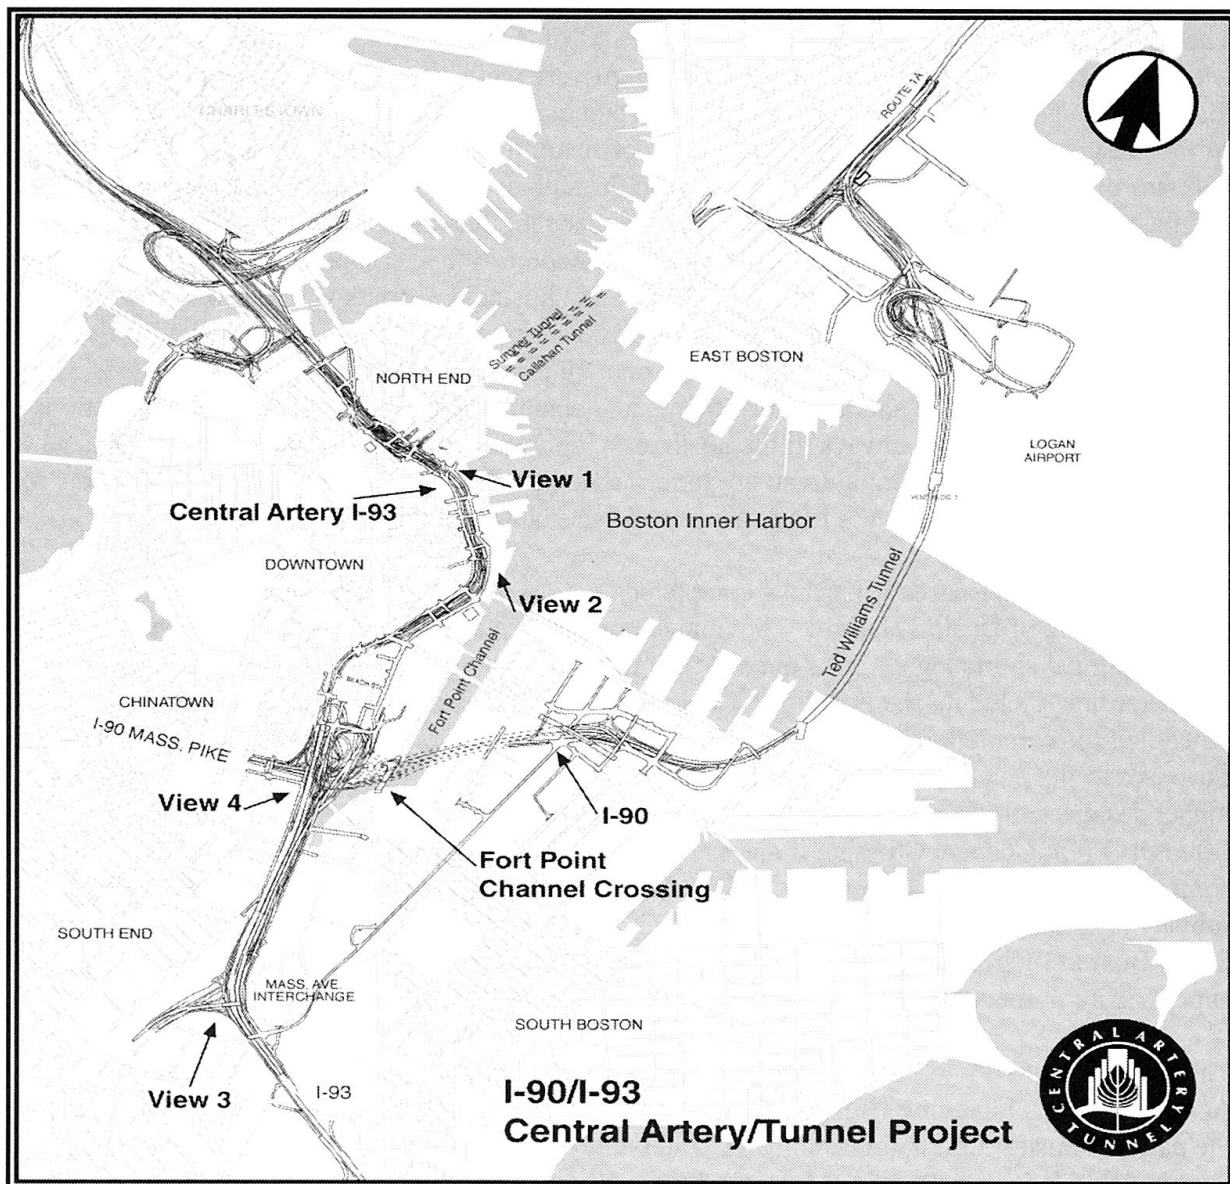 CHARLESTOWN
ROUTE 1A
Sumner Tunnel
Callahan Tunnel
NORTH END
EAST BOSTON
LOGAN
AIRPORT
View 1
Central Artery I-93
Boston Inner Harbor
DOWNTOWN
View 2
Ted Williams Tunnel
Fort Point Channel
BEACH ST.
CHINATOWN
I-90 MASS. PIKE
View 4
I-90
Fort Point
Channel Crossing
SOUTH END
MASS. AVE.
INTERCHANGE
SOUTH BOSTON
View 3
I-93
I-90/I-93
Central Artery/Tunnel Project
CENTRAL ARTERY
TUNNEL